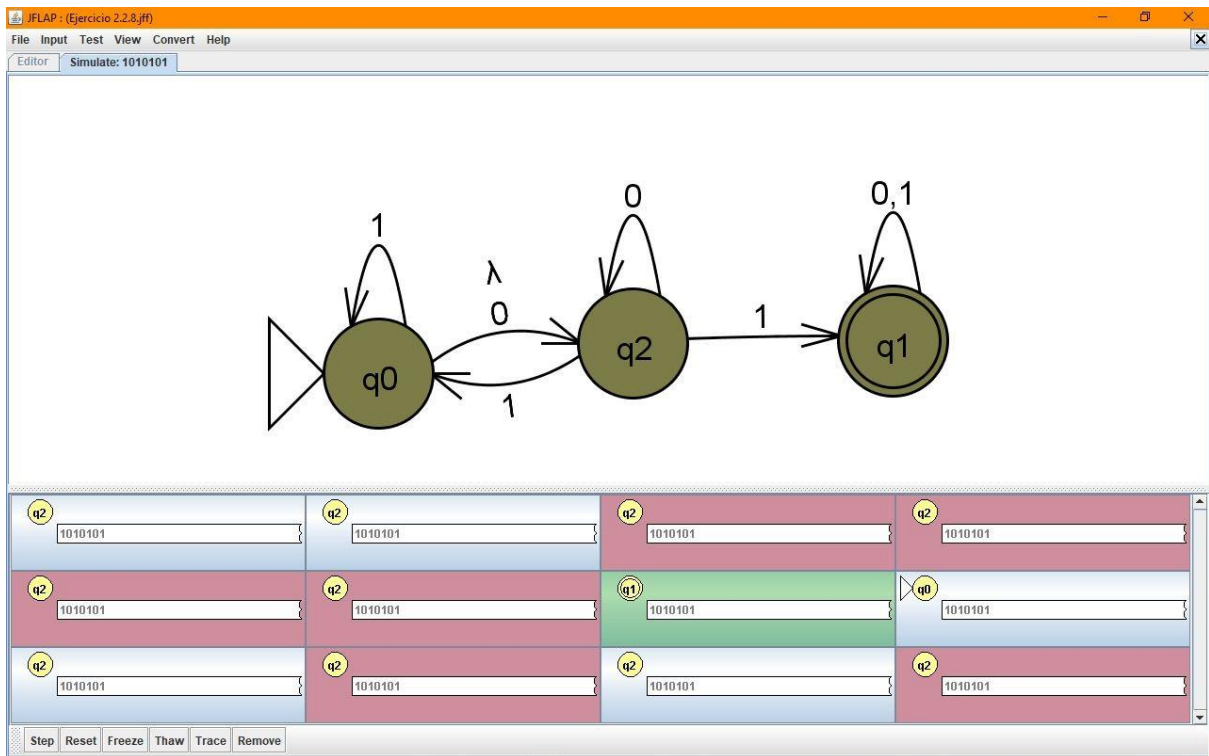 JFLAP : (Ejercicio 2.2.8.jff)
File Input Test View Convert Help
Editor Simulate: 1010101
1
λ
0
1
0
1
0,1
q0
q2
q1
q2 q2 q2 q2
1010101 1010101 1010101 1010101
q2 q2 q1 q0
1010101 1010101 1010101 1010101
q2 q2 q2 q2
1010101 1010101 1010101 1010101
Step Reset Freeze Thaw Trace Remove